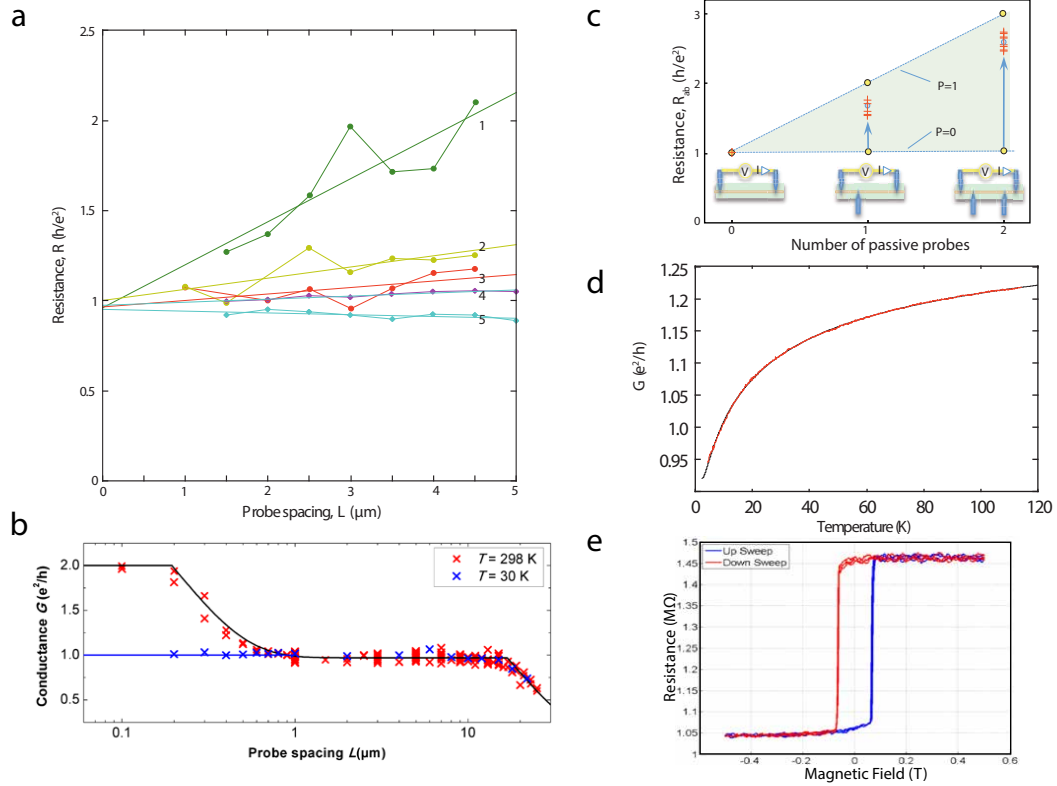 a
2.5
2
1.5
1
0.5
0
Resistance, R (h/e²)
1
2
3
4
5
0
1
2
3
4
5
Probe spacing, L (µm)
b
2.0
1.0
0.5
Conductance G (e²/h)
T = 298 K
T = 30 K
0.1
1
10
Probe spacing L(µm)
c
3
2
1
0
Resistance, R_ab (h/e²)
P=1
P=0
V I
V I
V I
0
1
2
Number of passive probes
d
1.25
1.20
1.15
1.10
1.05
1.0
0.95
G (e²/h)
0
20
40
60
80
100
120
Temperature (K)
e
1.5
1.45
1.4
1.35
1.3
1.25
1.2
1.15
1.1
1.05
1
Resistance (MΩ)
Up Sweep
Down Sweep
-0.4
-0.2
0
0.2
0.4
0.6
Magnetic Field (T)